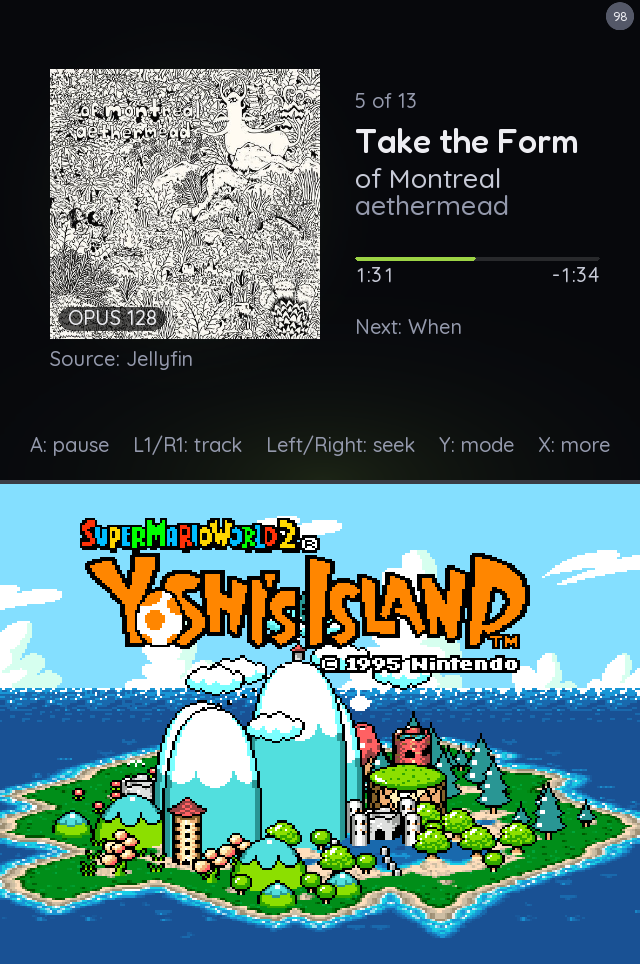 98
of montreal
aethermead
OPUS 128
Source: Jellyfin
5 of 13
Take the Form
of Montreal
aethermead
1:31
-1:34
Next: When
A: pause
L1/R1: track
Left/Right: seek
Y: mode
X: more
SUPER MARIO WORLD 2®
YOSHI'S ISLAND™
© 1995 Nintendo